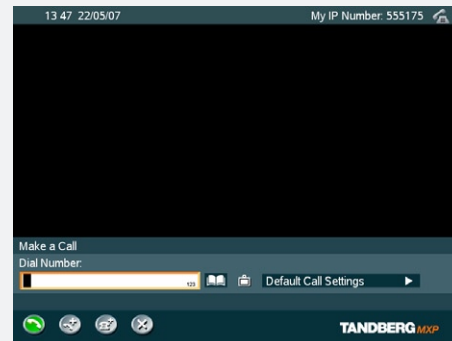 13 47 22/05/07 My IP Number: 555175
Make a Call
Dial Number:
123 Default Call Settings
TANDBERG MXP